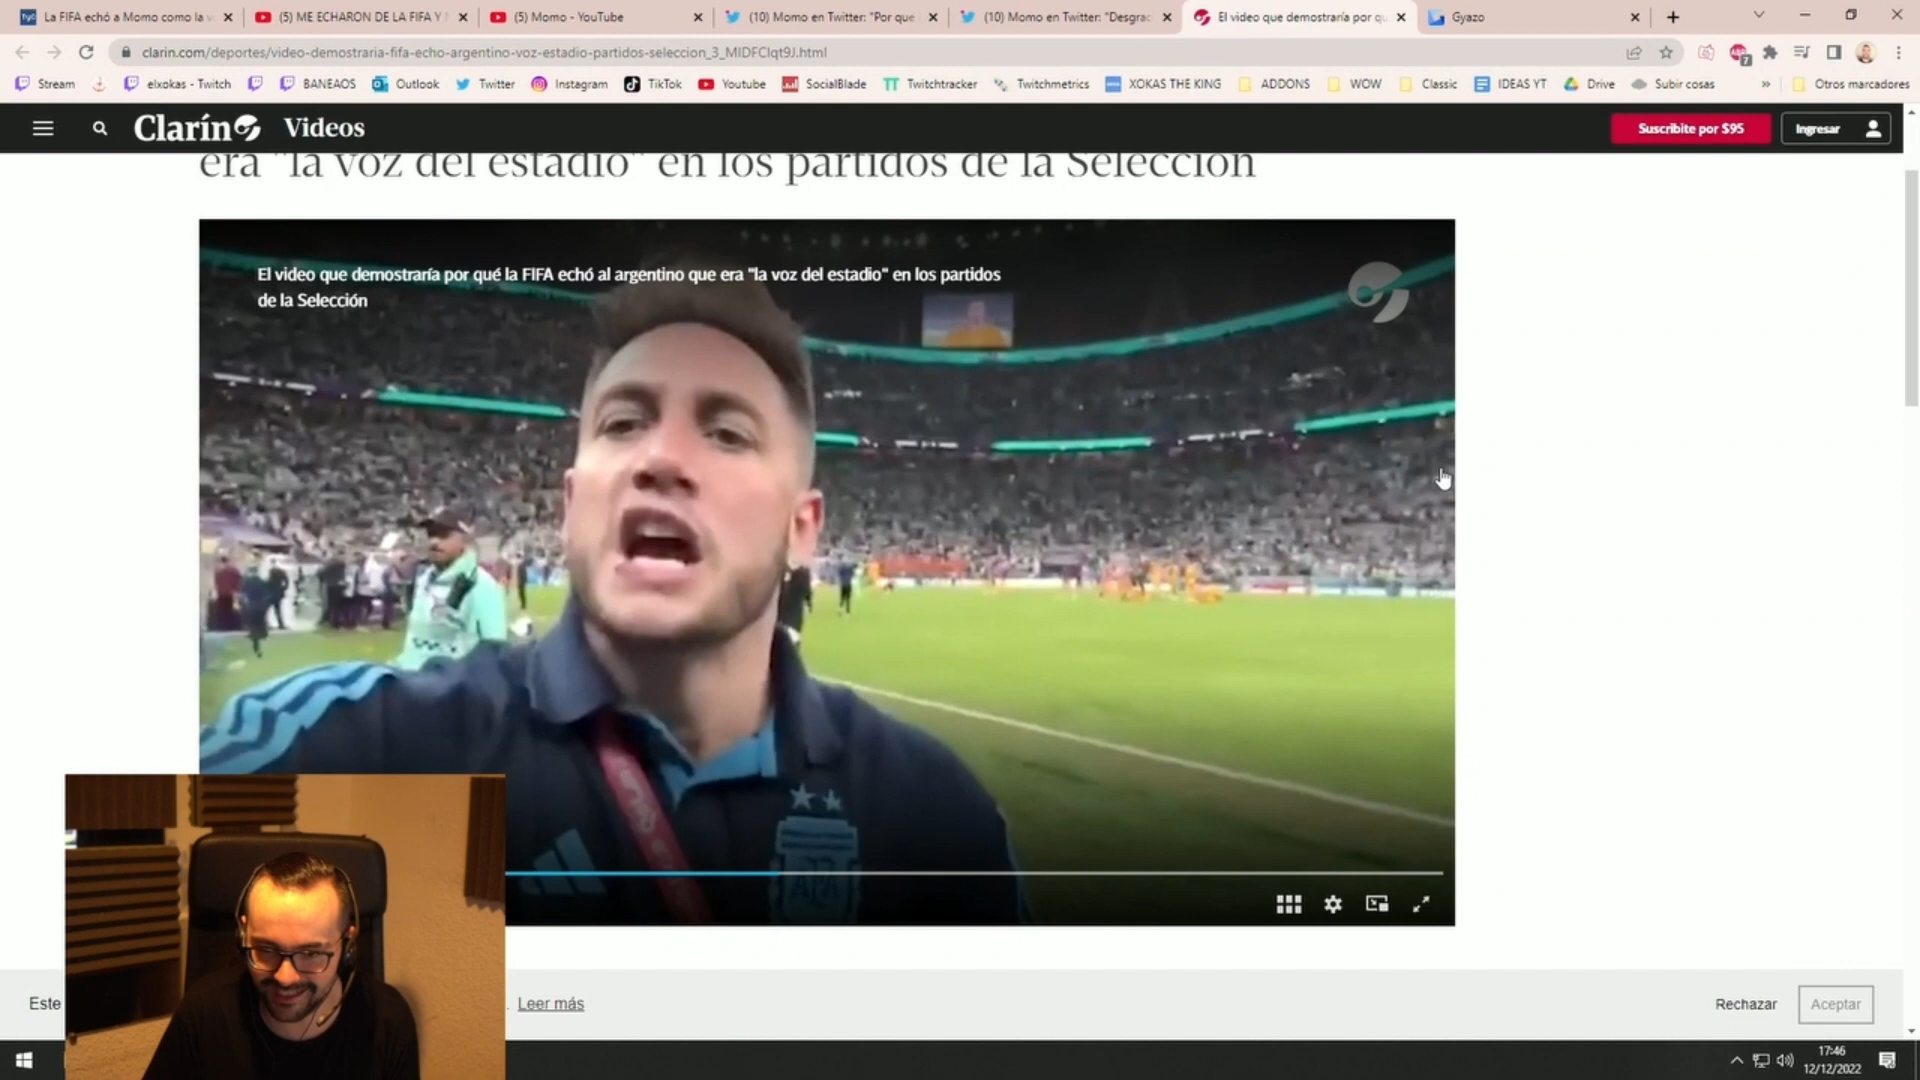 La FIFA echó a Momo como la v
(5) ME ECHARON DE LA FIFA Y
(5) Momo - YouTube
(10) Momo en Twitter: "Por que
(10) Momo en Twitter: "Desgrac
El video que demostraría por qu
Gyazo
clarin.com/deportes/video-demostraria-fifa-echo-argentino-voz-estadio-partidos-seleccion_3_MlDFClqt9J.html
7
Stream
elxokas - Twitch
BANEAOS
Outlook
Twitter
Instagram
TikTok
Youtube
SocialBlade
Twitchtracker
Twitchmetrics
XOKAS THE KING
ADDONS
WOW
Classic
IDEAS YT
Drive
Subir cosas
»
Otros marcadores
Clarín
Videos
Suscribite por $95
Ingresar
era "la voz del estadio" en los partidos de la Selección
El video que demostraría por qué la FIFA echó al argentino que era "la voz del estadio" en los partidos
de la Selección
AFA
Este
. Leer más
Rechazar
Aceptar
17:46
12/12/2022